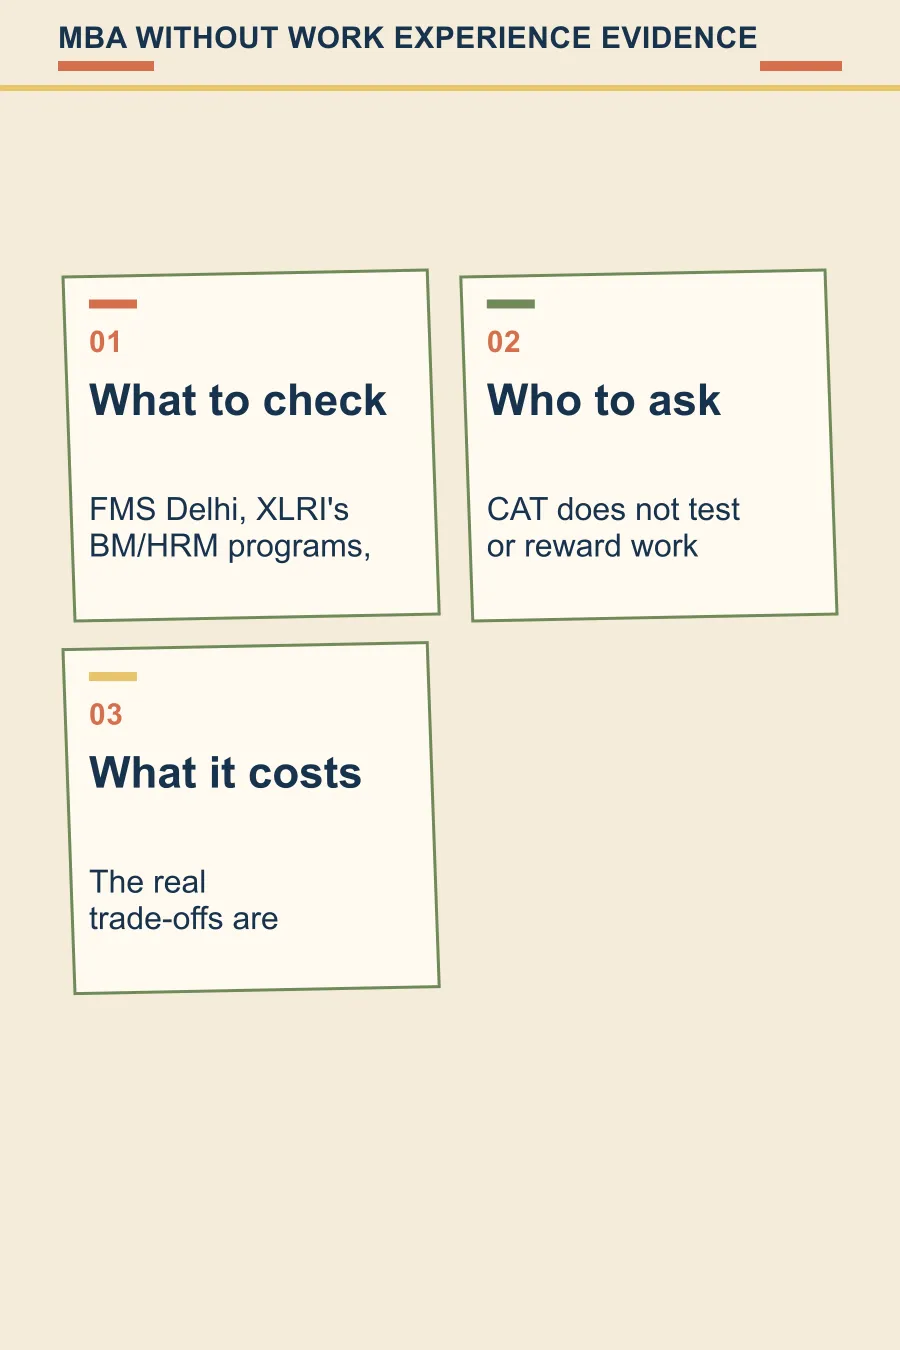 MBA WITHOUT WORK EXPERIENCE EVIDENCE
01
What to check
FMS Delhi, XLRI's
BM/HRM programs,
02
Who to ask
CAT does not test
or reward work
03
What it costs
The real
trade-offs are